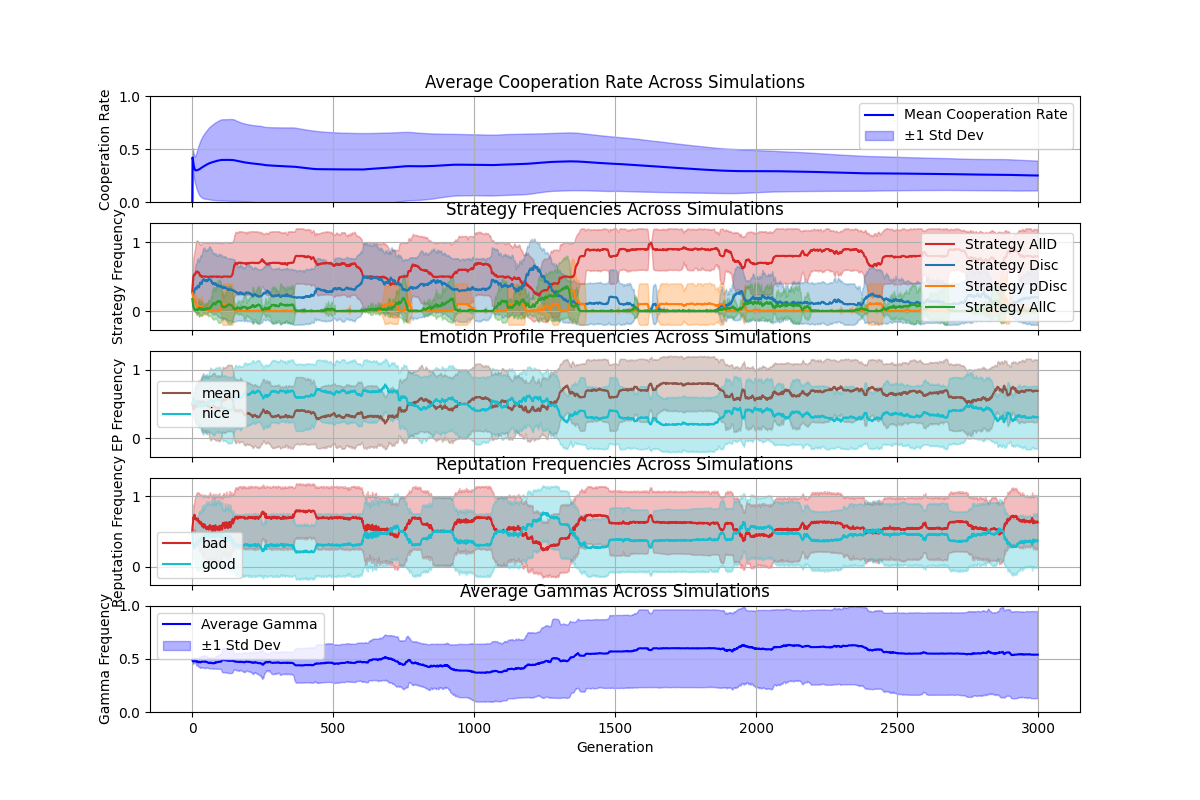 Average Cooperation Rate Across Simulations
Cooperation Rate
1.0
0.5
0.0
Mean Cooperation Rate
±1 Std Dev
Strategy Frequencies Across Simulations
Strategy Frequency
1
0
Strategy AllD
Strategy Disc
Strategy pDisc
Strategy AllC
Emotion Profile Frequencies Across Simulations
EP Frequency
1
0
mean
nice
Reputation Frequencies Across Simulations
Reputation Frequency
1
0
bad
good
Average Gammas Across Simulations
Gamma Frequency
1.0
0.5
0.0
Average Gamma
±1 Std Dev
0 500 1000 1500 2000 2500 3000
Generation